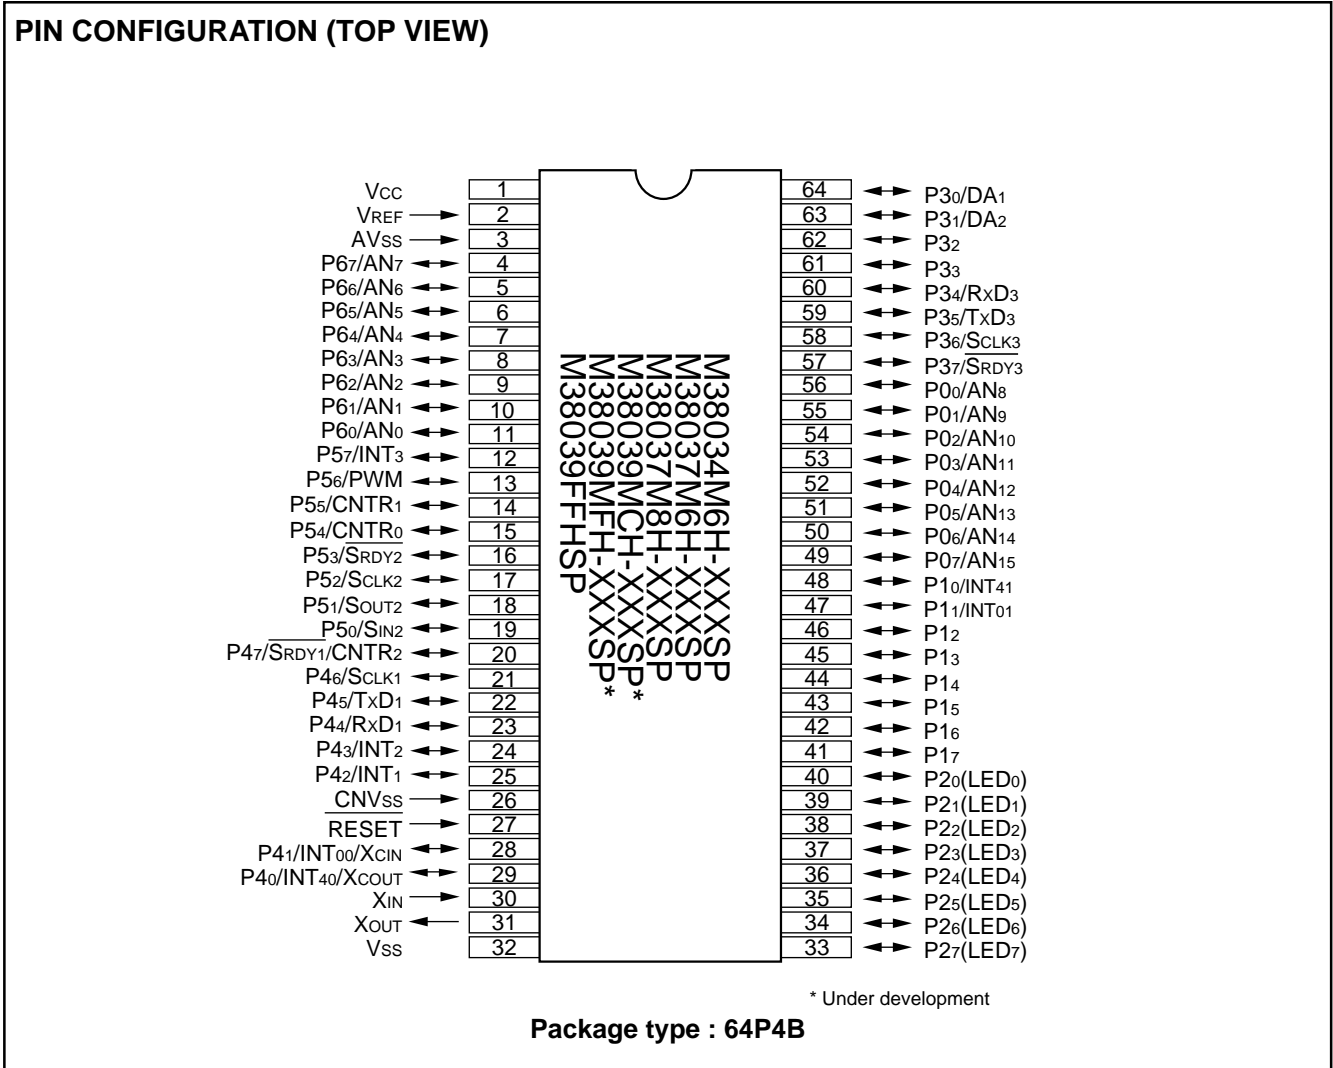 PIN CONFIGURATION (TOP VIEW)
VCC 1
VREF 2
AVSS 3
P67/AN7 4
P66/AN6 5
P65/AN5 6
P64/AN4 7
P63/AN3 8
P62/AN2 9
P61/AN1 10
P60/AN0 11
P57/INT3 12
P56/PWM 13
P55/CNTR1 14
P54/CNTR0 15
P53/SRDY2 16
P52/SCLK2 17
P51/SOUT2 18
P50/SIN2 19
P47/SRDY1/CNTR2 20
P46/SCLK1 21
P45/TXD1 22
P44/RXD1 23
P43/INT2 24
P42/INT1 25
CNVSS 26
RESET 27
P41/INT00/XCIN 28
P40/INT40/XCOUT 29
XIN 30
XOUT 31
VSS 32
M38034M6H-XXXSP
M38037M6H-XXXSP
M38037M8H-XXXSP
M38039MCH-XXXSP*
M38039MFH-XXXSP*
M38039FFHSP
64 P30/DA1
63 P31/DA2
62 P32
61 P33
60 P34/RXD3
59 P35/TXD3
58 P36/SCLK3
57 P37/SRDY3
56 P00/AN8
55 P01/AN9
54 P02/AN10
53 P03/AN11
52 P04/AN12
51 P05/AN13
50 P06/AN14
49 P07/AN15
48 P10/INT41
47 P11/INT01
46 P12
45 P13
44 P14
43 P15
42 P16
41 P17
40 P20(LED0)
39 P21(LED1)
38 P22(LED2)
37 P23(LED3)
36 P24(LED4)
35 P25(LED5)
34 P26(LED6)
33 P27(LED7)
* Under development
Package type : 64P4B